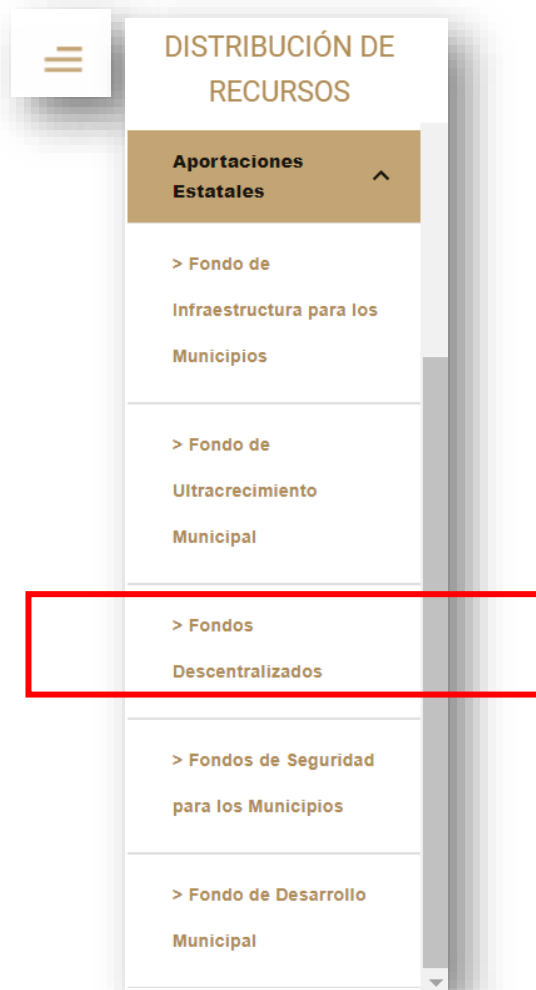 DISTRIBUCIÓN DE
RECURSOS
Aportaciones
Estatales
> Fondo de
Infraestructura para los
Municipios
> Fondo de
Ultracrecimiento
Municipal
> Fondos
Descentralizados
> Fondos de Seguridad
para los Municipios
> Fondo de Desarrollo
Municipal